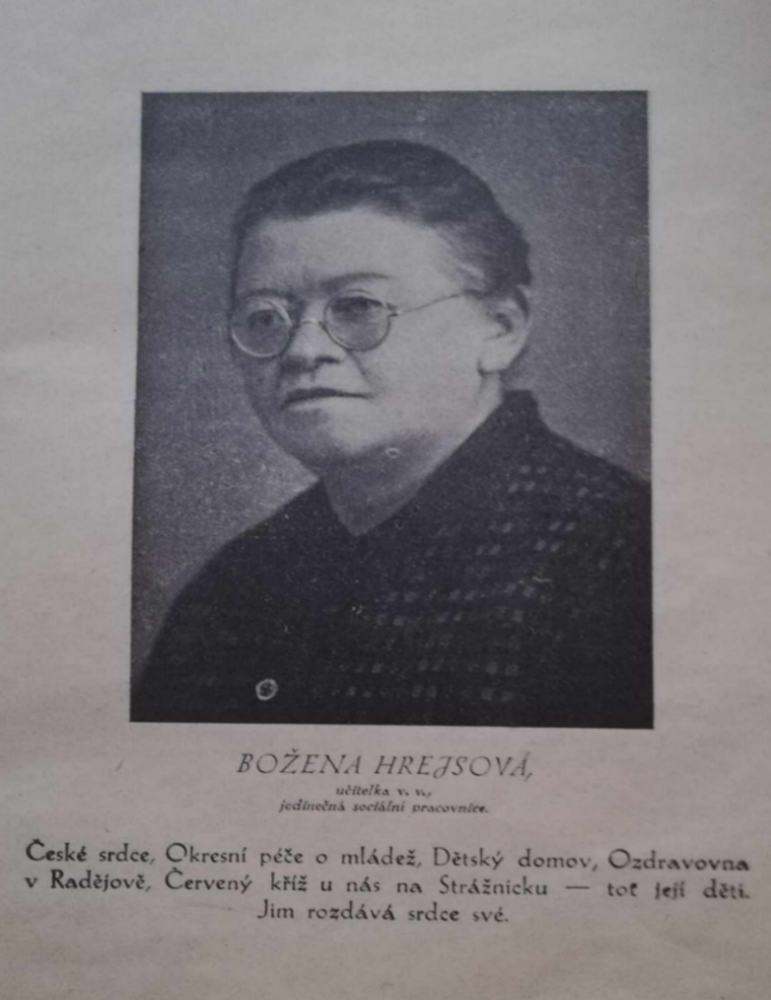 BOŽENA HREJSOVÁ,
učitelka v. v.,
jedinečná sociální pracovnice.
České srdce, Okresní péče o mládež, Dětský domov, Ozdravovna
v Radějově, Červený kříž u nás na Strážnicku — toť její děti.
Jim rozdává srdce své.